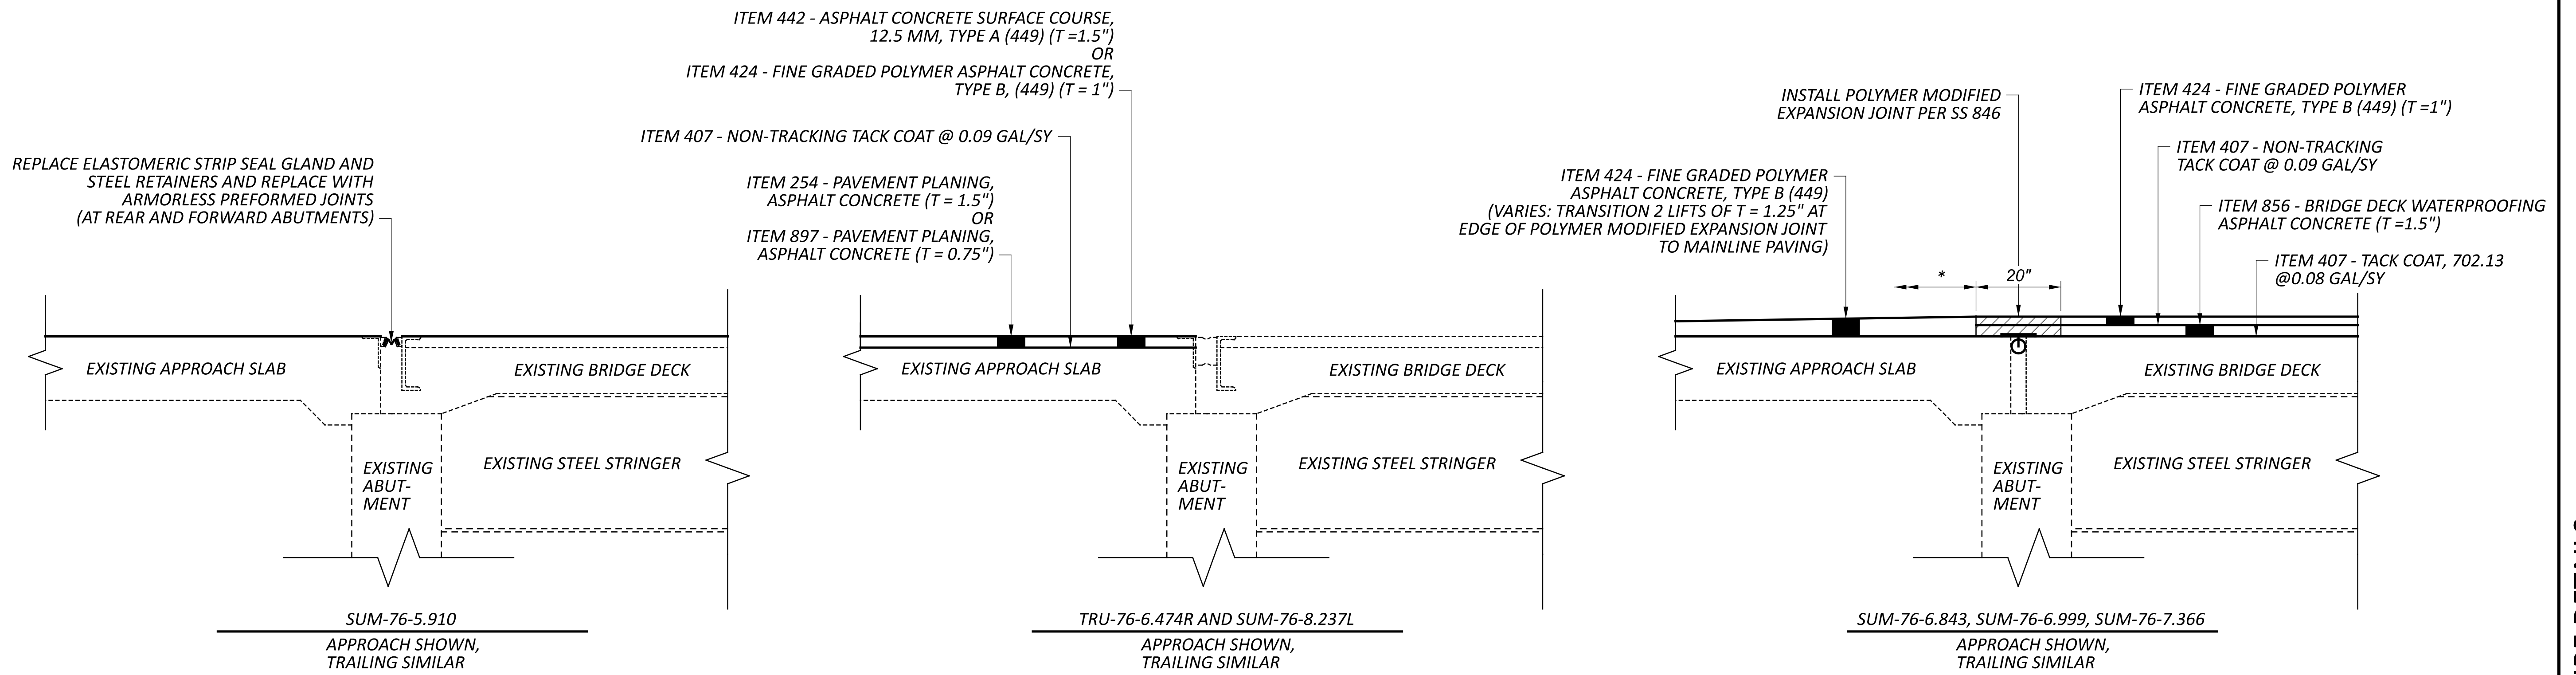 REPLACE ELASTOMERIC STRIP SEAL GLAND AND
STEEL RETAINERS AND REPLACE WITH
ARMORLESS PREFORMED JOINTS
(AT REAR AND FORWARD ABUTMENTS)
EXISTING APPROACH SLAB
EXISTING BRIDGE DECK
EXISTING
ABUT-
MENT
EXISTING STEEL STRINGER
SUM-76-5.910
APPROACH SHOWN,
TRAILING SIMILAR
ITEM 442 - ASPHALT CONCRETE SURFACE COURSE,
12.5 MM, TYPE A (449) (T =1.5")
OR
ITEM 424 - FINE GRADED POLYMER ASPHALT CONCRETE,
TYPE B, (449) (T = 1")
ITEM 407 - NON-TRACKING TACK COAT @ 0.09 GAL/SY
ITEM 254 - PAVEMENT PLANING,
ASPHALT CONCRETE (T = 1.5")
OR
ITEM 897 - PAVEMENT PLANING,
ASPHALT CONCRETE (T = 0.75")
EXISTING APPROACH SLAB
EXISTING BRIDGE DECK
EXISTING
ABUT-
MENT
EXISTING STEEL STRINGER
TRU-76-6.474R AND SUM-76-8.237L
APPROACH SHOWN,
TRAILING SIMILAR
INSTALL POLYMER MODIFIED
EXPANSION JOINT PER SS 846
ITEM 424 - FINE GRADED POLYMER
ASPHALT CONCRETE, TYPE B (449)
(VARIES: TRANSITION 2 LIFTS OF T = 1.25" AT
EDGE OF POLYMER MODIFIED EXPANSION JOINT
TO MAINLINE PAVING)
ITEM 424 - FINE GRADED POLYMER
ASPHALT CONCRETE, TYPE B (449) (T =1")
ITEM 407 - NON-TRACKING
TACK COAT @ 0.09 GAL/SY
ITEM 856 - BRIDGE DECK WATERPROOFING
ASPHALT CONCRETE (T =1.5")
ITEM 407 - TACK COAT, 702.13
@0.08 GAL/SY
*
20"
EXISTING APPROACH SLAB
EXISTING BRIDGE DECK
EXISTING
ABUT-
MENT
EXISTING STEEL STRINGER
SUM-76-6.843, SUM-76-6.999, SUM-76-7.366
APPROACH SHOWN,
TRAILING SIMILAR